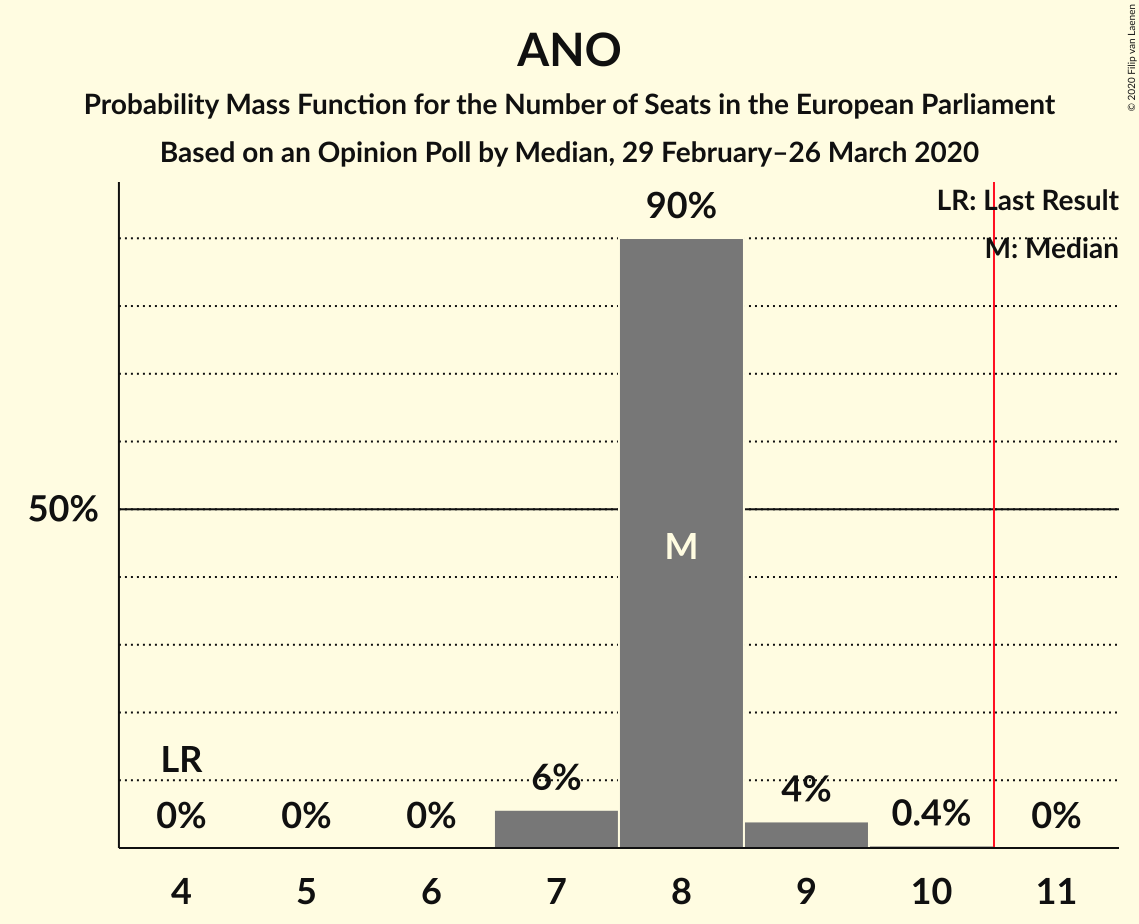 ANO
Probability Mass Function for the Number of Seats in the European Parliament
Based on an Opinion Poll by Median, 29 February–26 March 2020
© 2020 Filip van Laenen
LR: Last Result
M: Median
90%
50%
M
LR
0%
0%
0%
6%
4%
0.4%
0%
4
5
6
7
8
9
10
11